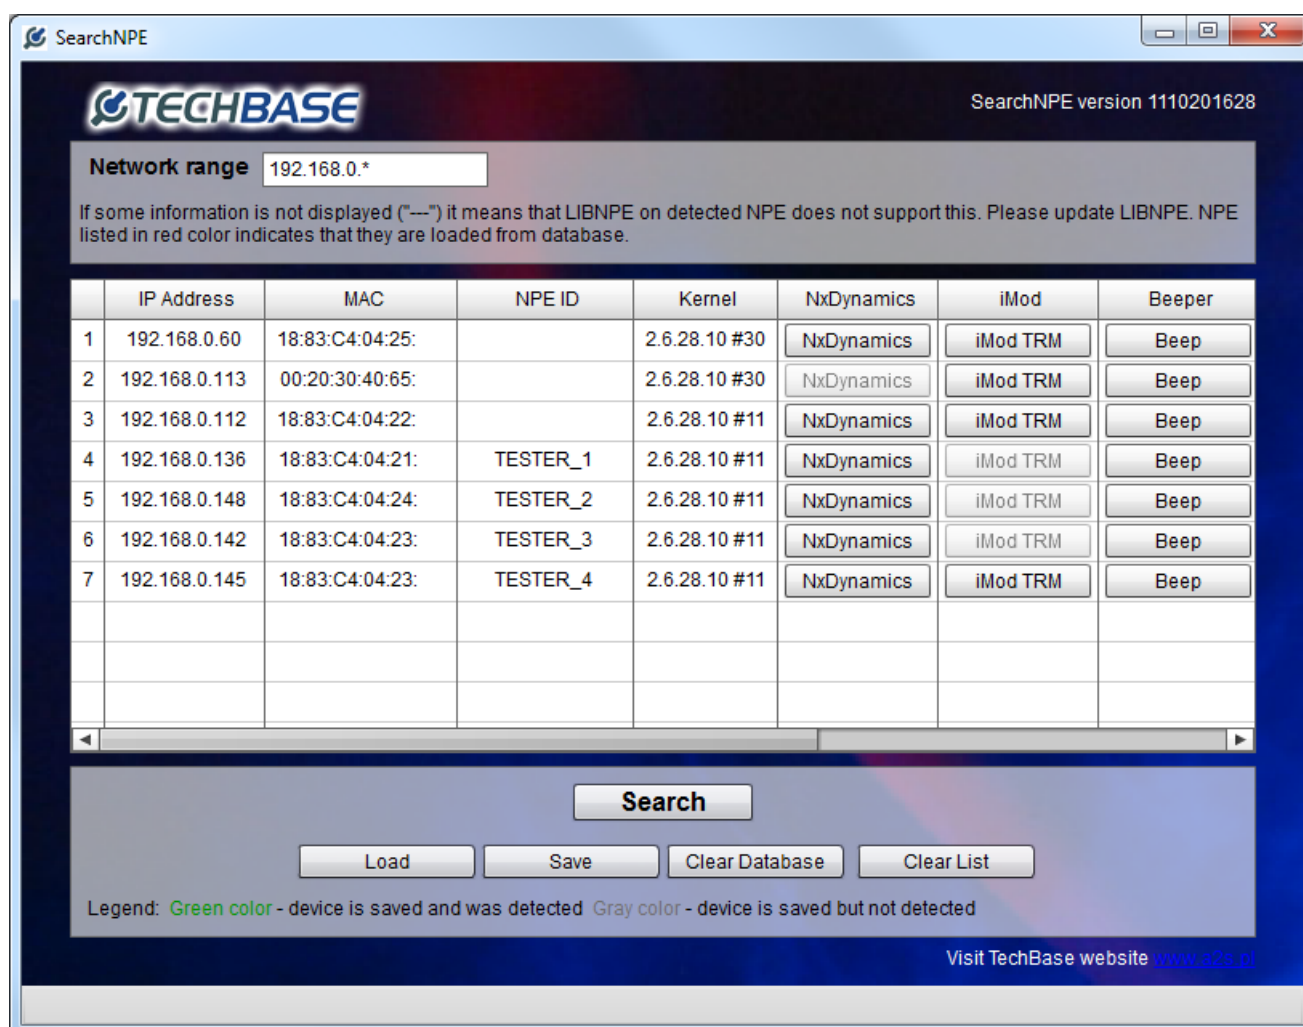 SearchNPE
TECHBASE
SearchNPE version 1110201628
Network range 192.168.0.*
If some information is not displayed ("---") it means that LIBNPE on detected NPE does not support this. Please update LIBNPE. NPE
listed in red color indicates that they are loaded from database.
IP Address MAC NPE ID Kernel NxDynamics iMod Beeper
1 192.168.0.60 18:83:C4:04:25: 2.6.28.10 #30 NxDynamics iMod TRM Beep
2 192.168.0.113 00:20:30:40:65: 2.6.28.10 #30 NxDynamics iMod TRM Beep
3 192.168.0.112 18:83:C4:04:22: 2.6.28.10 #11 NxDynamics iMod TRM Beep
4 192.168.0.136 18:83:C4:04:21: TESTER_1 2.6.28.10 #11 NxDynamics iMod TRM Beep
5 192.168.0.148 18:83:C4:04:24: TESTER_2 2.6.28.10 #11 NxDynamics iMod TRM Beep
6 192.168.0.142 18:83:C4:04:23: TESTER_3 2.6.28.10 #11 NxDynamics iMod TRM Beep
7 192.168.0.145 18:83:C4:04:23: TESTER_4 2.6.28.10 #11 NxDynamics iMod TRM Beep
Search
Load Save Clear Database Clear List
Legend: Green color - device is saved and was detected Gray color - device is saved but not detected
Visit TechBase website www.a2s.pl